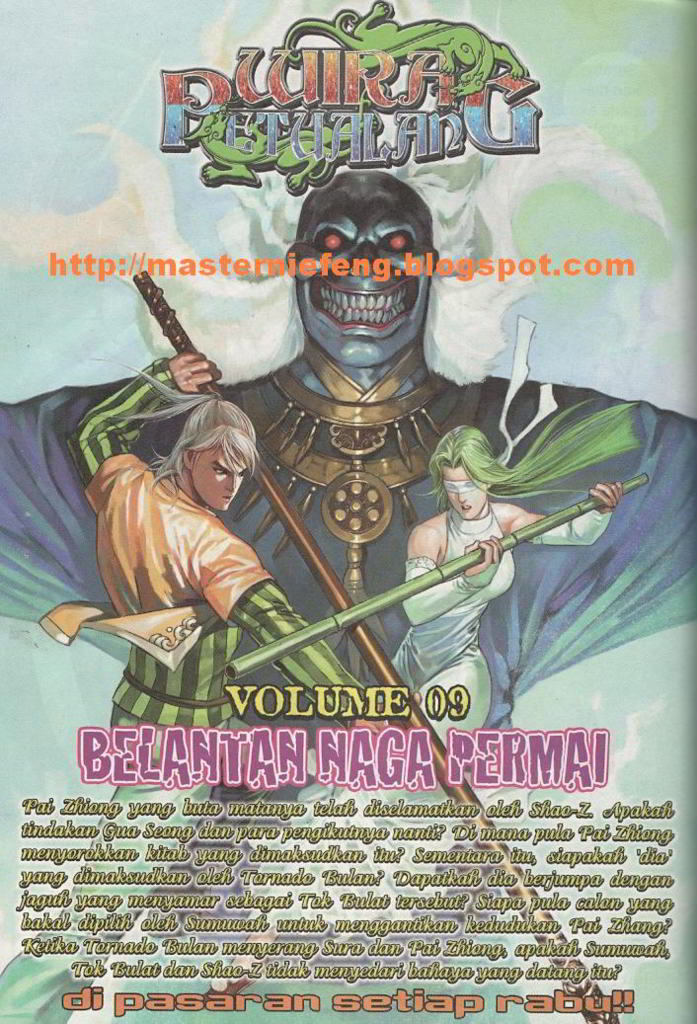 PWIRA
PETUALANG
http://masterniefeng.blogspot.com
VOLUME 09
BELANTAN NAGA PERMAI
Pai Zhiong yang buta matanya telah diselamatkan oleh Shao-Z. Apakah
tindakan Gua Seong dan para pengikutnya nanti? Di mana pula Pai Zhiong
menyorokkan kitab yang dimaksudkan itu? Sementara itu, siapakah 'dia'
yang dimaksudkan oleh Tornado Bulan? Dapatkah dia berjumpa dengan
jaguh yang menyamar sebagai Tok Bulat tersebut? Siapa pula calon yang
bakal dipilih oleh Sumuwah untuk menggantikan kedudukan Pai Zhang?
Ketika Tornado Bulan menyerang Sura dan Pai Zhiong, apakah Sumuwah,
Tok Bulat dan Shao-Z tidak menyedari bahaya yang datang itu?
di pasaran setiap rabu!!